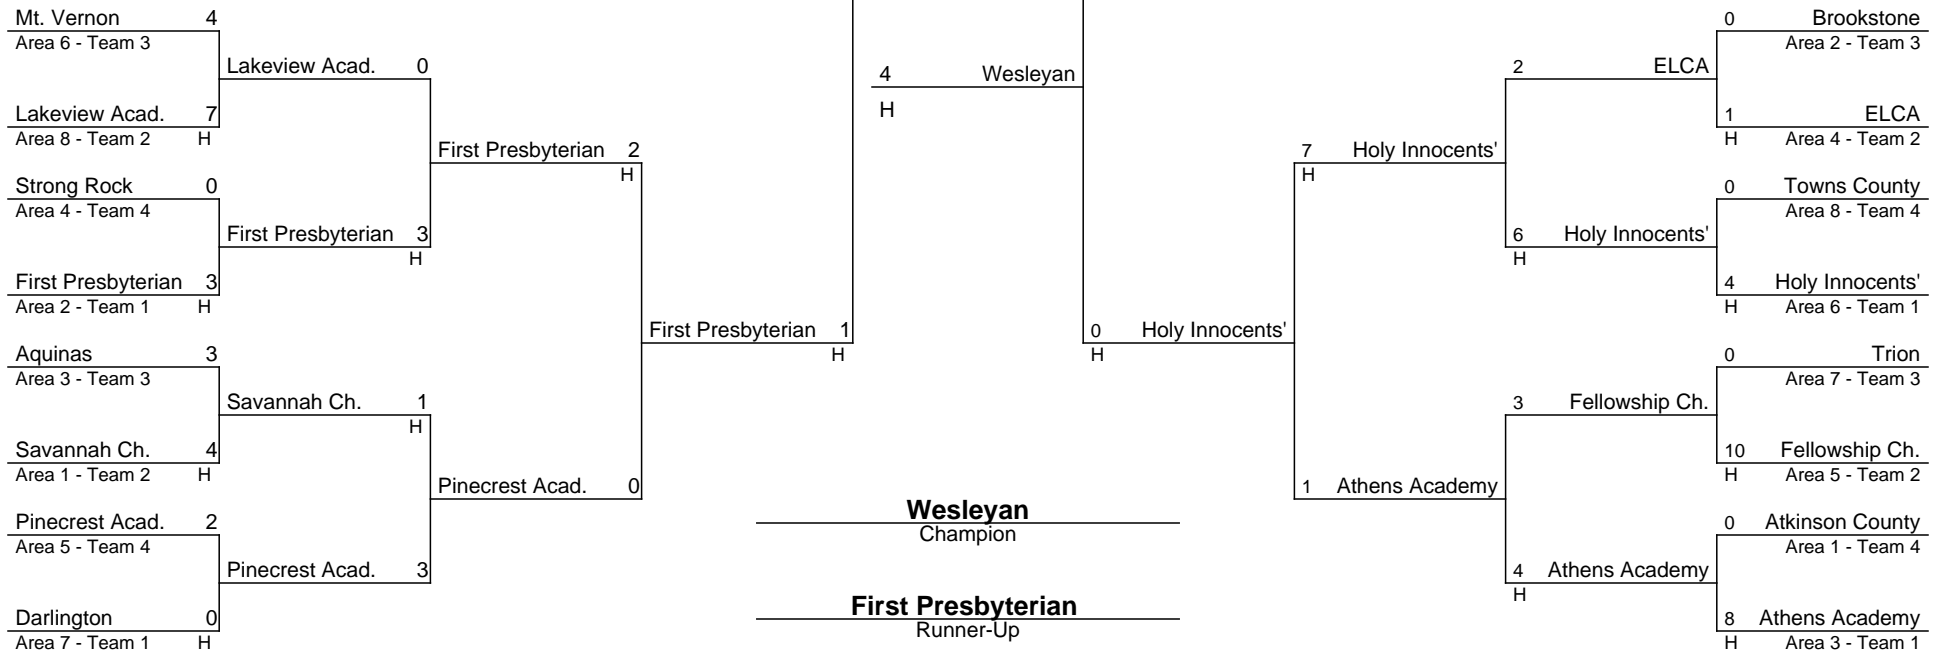 Mt. Vernon 4
Area 6 - Team 3
Lakeview Acad. 0
Lakeview Acad. 7
Area 8 - Team 2 H
First Presbyterian 2
H
Strong Rock 0
Area 4 - Team 4
First Presbyterian 3
H
First Presbyterian 3
Area 2 - Team 1 H
First Presbyterian 1
H
Aquinas 3
Area 3 - Team 3
Savannah Ch. 1
H
Savannah Ch. 4
Area 1 - Team 2 H
Pinecrest Acad. 0
Pinecrest Acad. 2
Area 5 - Team 4
Pinecrest Acad. 3
Darlington 0
Area 7 - Team 1 H
4 Wesleyan
H
Wesleyan
Champion
First Presbyterian
Runner-Up
0 Brookstone
Area 2 - Team 3
2 ELCA
1 ELCA
H Area 4 - Team 2
7 Holy Innocents'
H
0 Towns County
Area 8 - Team 4
6 Holy Innocents'
H
4 Holy Innocents'
H Area 6 - Team 1
0 Holy Innocents'
H
0 Trion
Area 7 - Team 3
3 Fellowship Ch.
10 Fellowship Ch.
H Area 5 - Team 2
1 Athens Academy
0 Atkinson County
Area 1 - Team 4
4 Athens Academy
H
8 Athens Academy
H Area 3 - Team 1